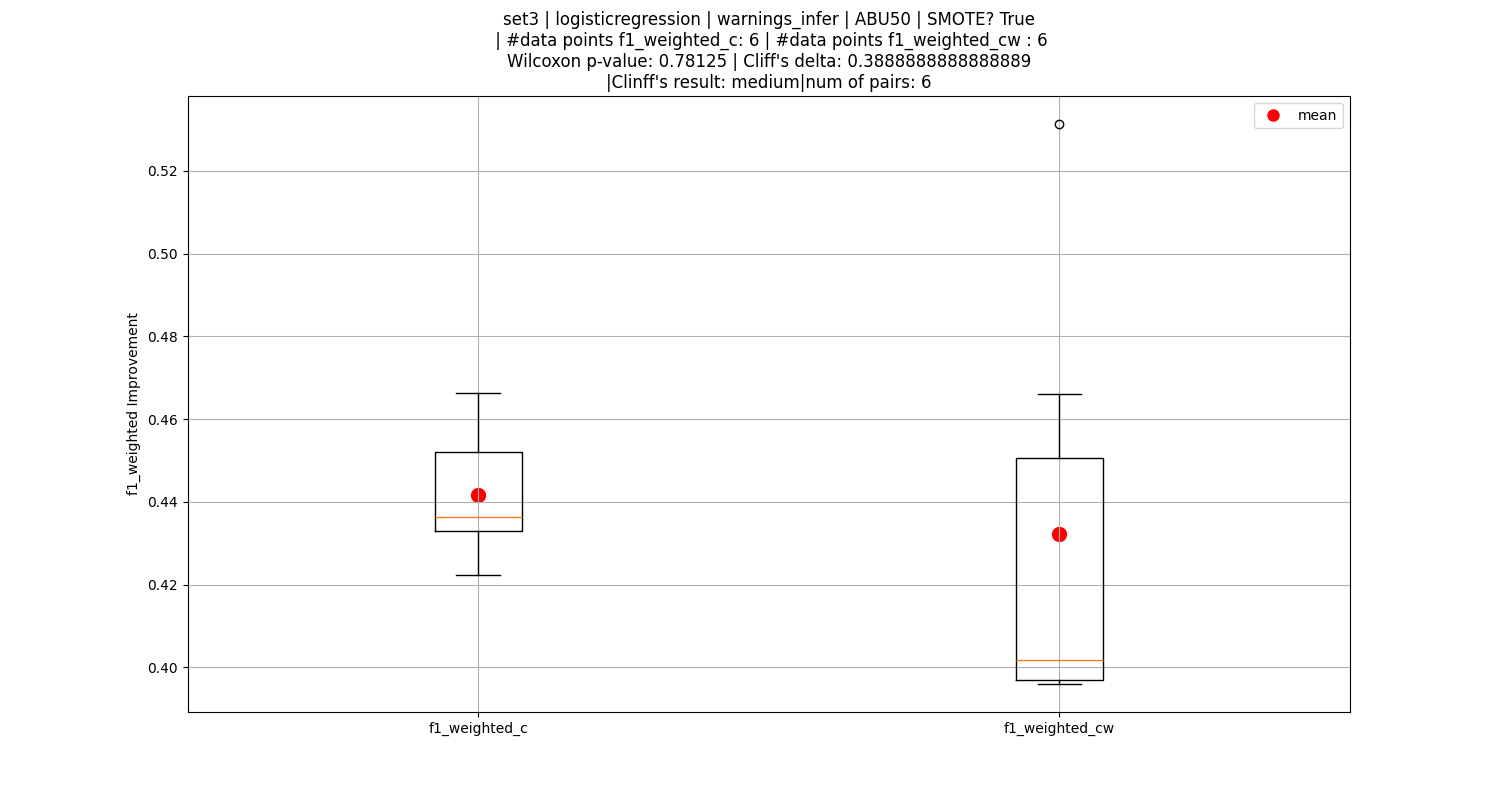 set3 | logisticregression | warnings_infer | ABU50 | SMOTE? True
| #data points f1_weighted_c: 6 | #data points f1_weighted_cw : 6
Wilcoxon p-value: 0.78125 | Cliff's delta: 0.3888888888888889
|Clinff's result: medium|num of pairs: 6
mean
f1_weighted Improvement
0.52
0.50
0.48
0.46
0.44
0.42
0.40
f1_weighted_c
f1_weighted_cw